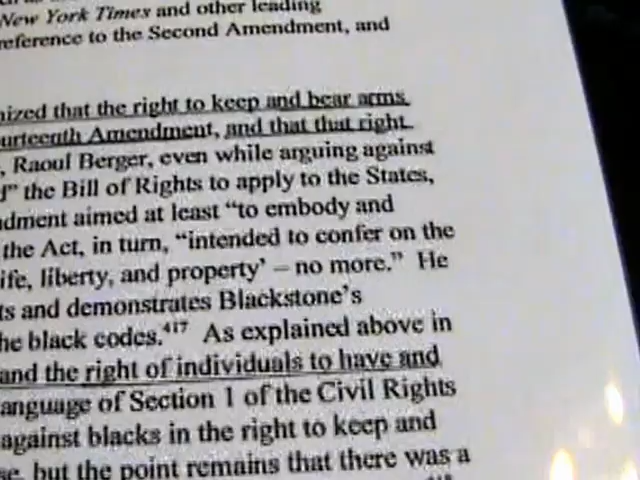 New York Times and other leading
reference to the Second Amendment, and
nized that the right to keep and bear arms
urteenth Amendment, and that that right
, Raoul Berger, even while arguing against
d" the Bill of Rights to apply to the States,
ndment aimed at least "to embody and
the Act, in turn, "intended to confer on the
ife, liberty, and property' – no more." He
ts and demonstrates Blackstone's
he black codes.417 As explained above in
and the right of individuals to have and
anguage of Section 1 of the Civil Rights
against blacks in the right to keep and
se, but the point remains that there was a